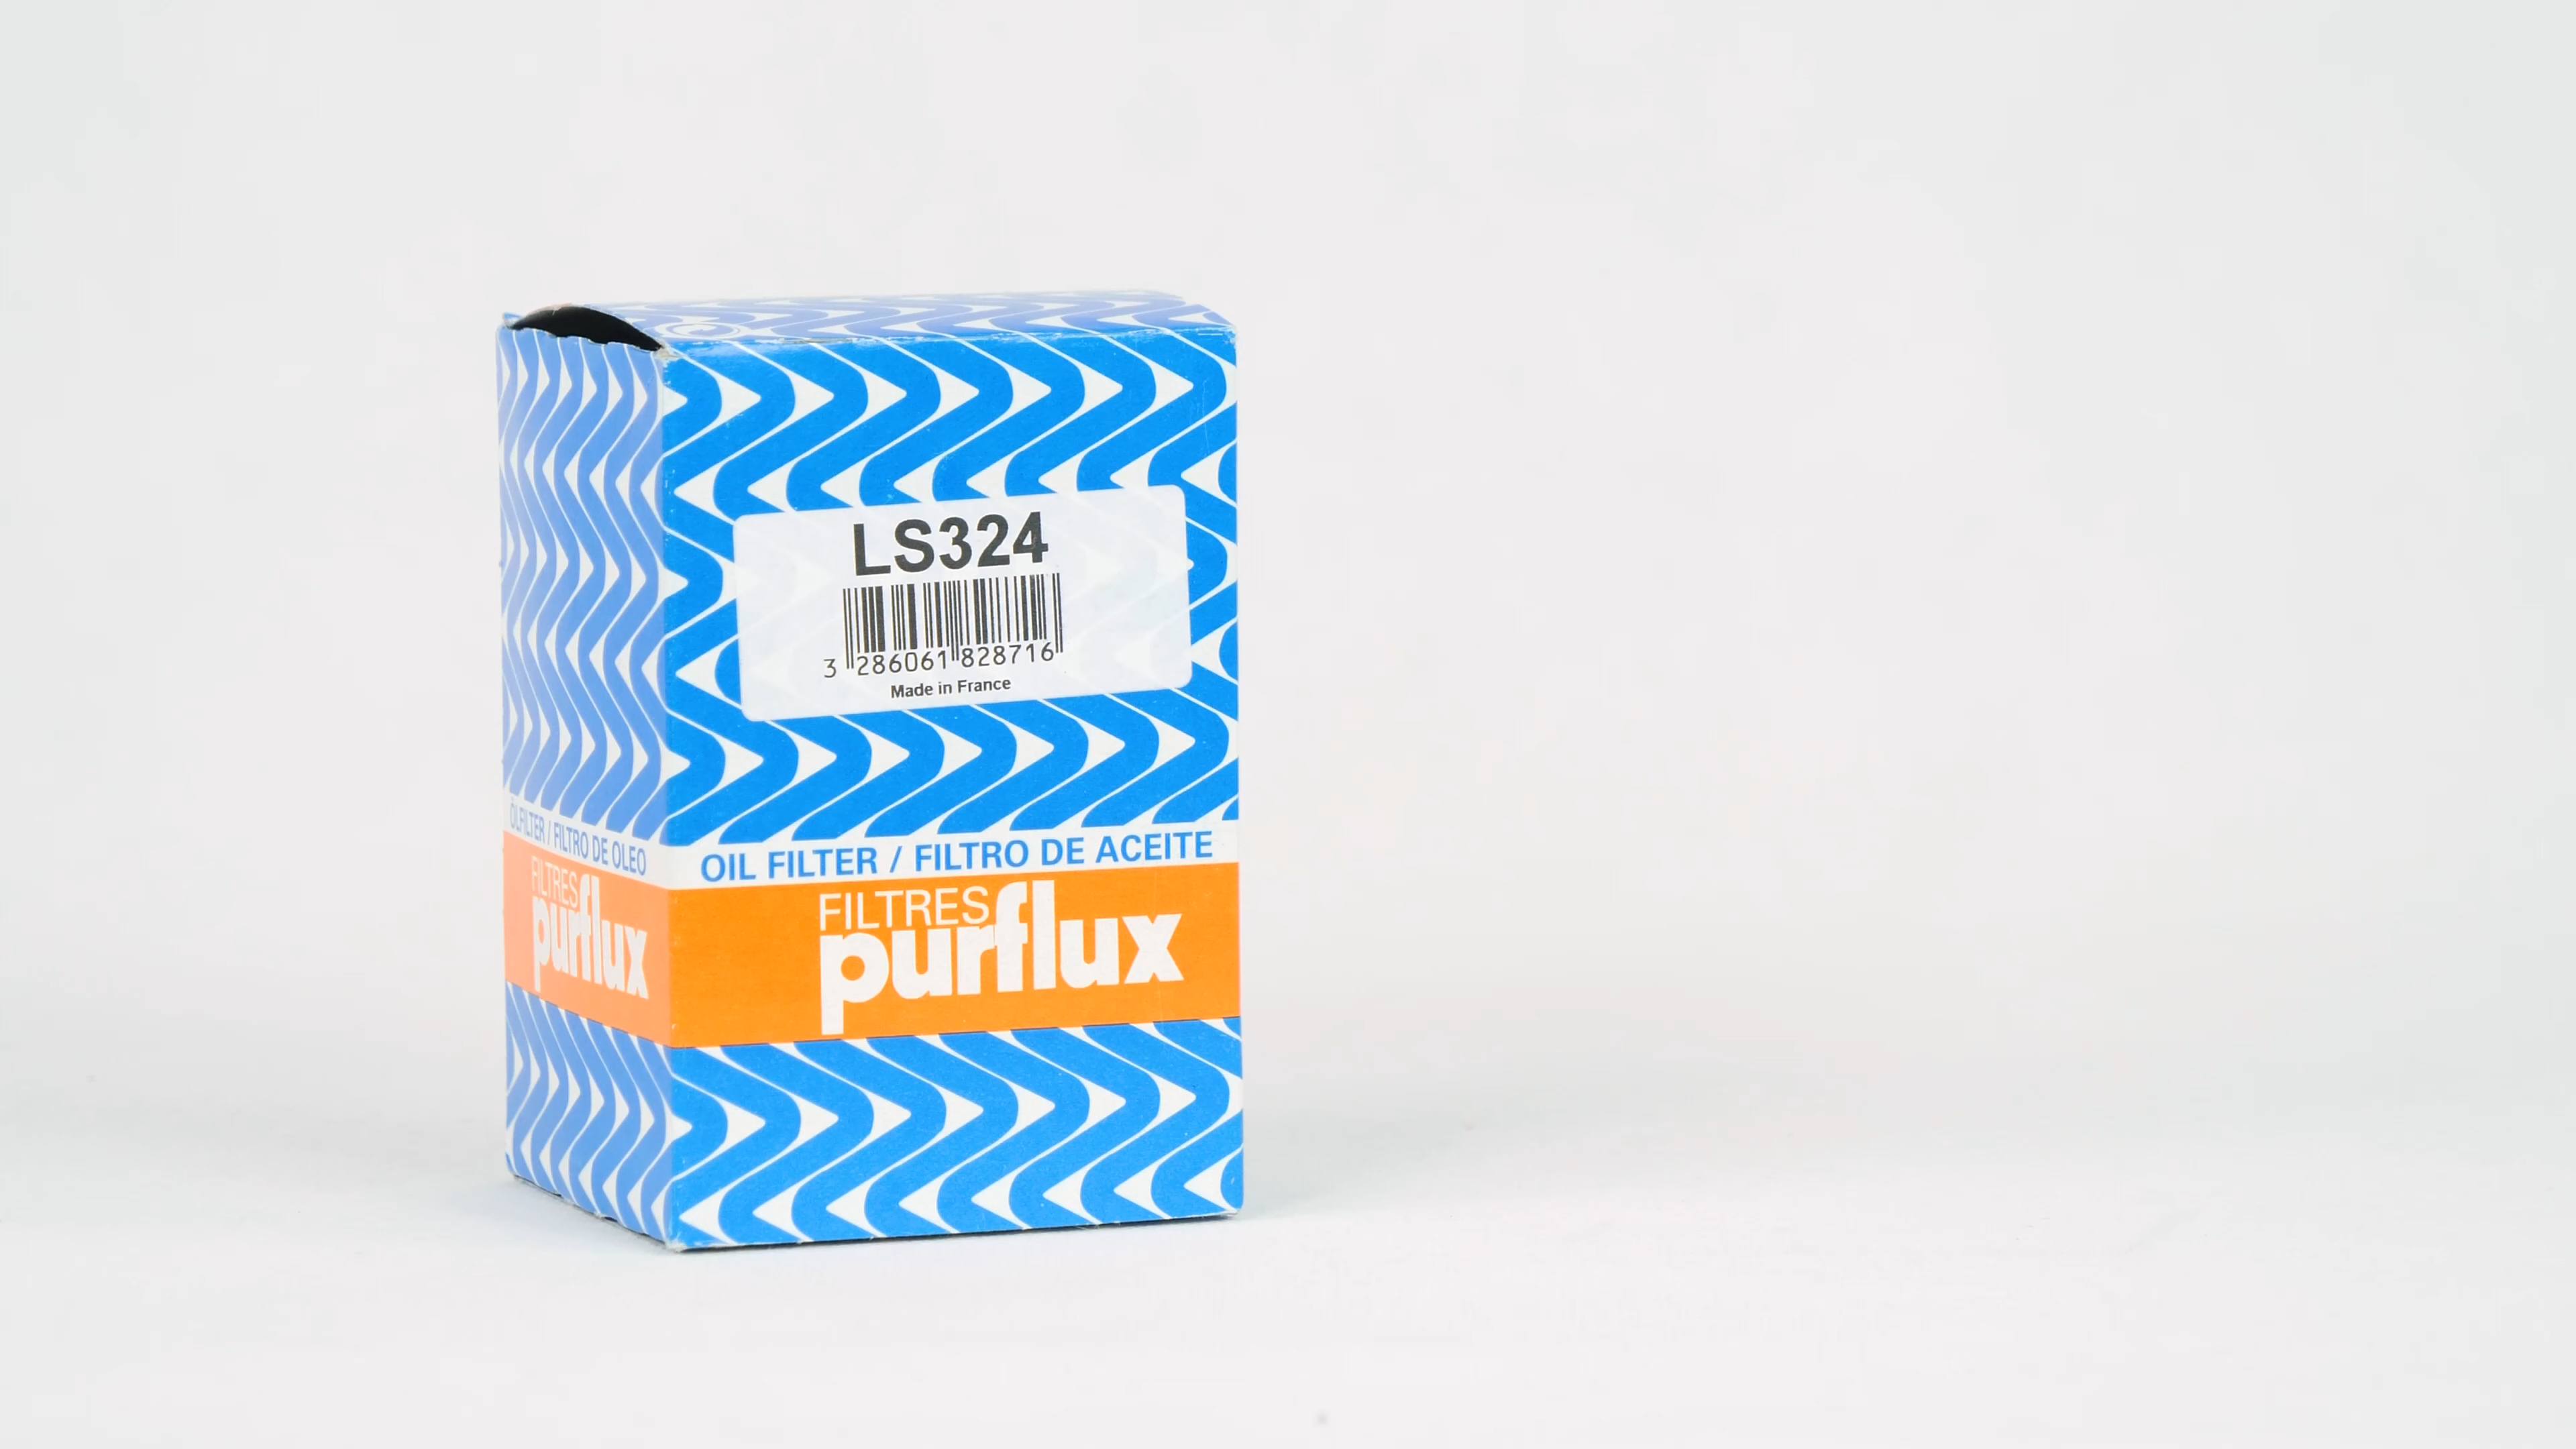 LS324
3 286061 828716
Made in France
OIL FILTER / FILTRO DE ACEITE
FILTRES
purflux
ÖLFILTER / FILTRO DE OLEO
FILTRES
purflux